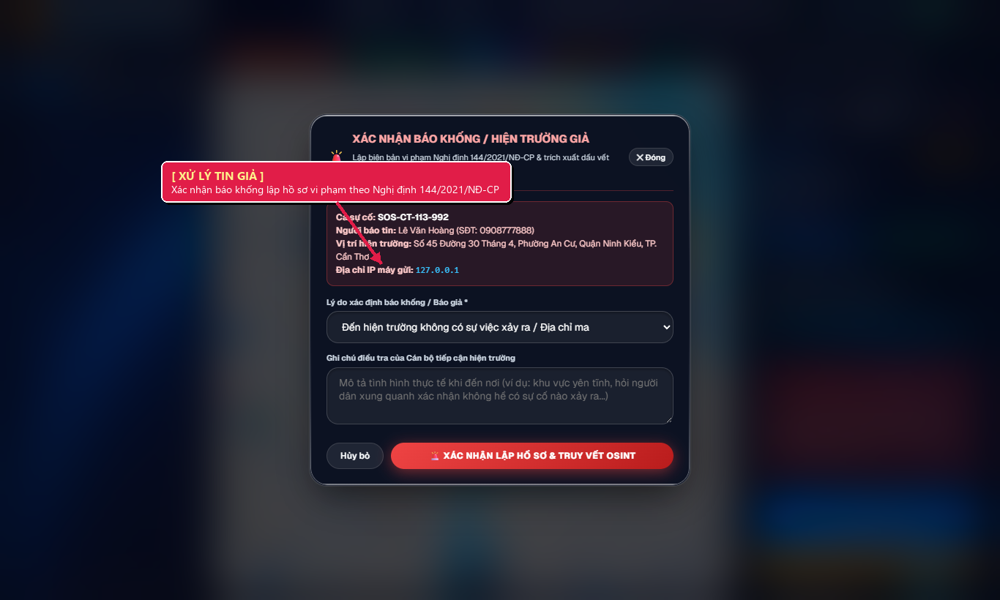 XÁC NHẬN BÁO KHỐNG / HIỆN TRƯỜNG GIẢ
Lập biên bản vi phạm Nghị định 144/2021/NĐ-CP & trích xuất dấu vết
✕ Đóng
[ XỬ LÝ TIN GIẢ ]
Xác nhận báo khống lập hồ sơ vi phạm theo Nghị định 144/2021/NĐ-CP
Ca sự cố: SOS-CT-113-992
Người báo tin: Lê Văn Hoàng (SĐT: 0908777888)
Vị trí hiện trường: Số 45 Đường 30 Tháng 4, Phường An Cư, Quận Ninh Kiều, TP.
Cần Thơ
Địa chỉ IP máy gửi: 127.0.0.1
Lý do xác định báo khống / Báo giả *
Đến hiện trường không có sự việc xảy ra / Địa chỉ ma
Ghi chú điều tra của Cán bộ tiếp cận hiện trường
Mô tả tình hình thực tế khi đến nơi (ví dụ: khu vực yên tĩnh, hỏi người
dân xung quanh xác nhận không hề có sự cố nào xảy ra...)
Hủy bỏ
XÁC NHẬN LẬP HỒ SƠ & TRUY VẾT OSINT